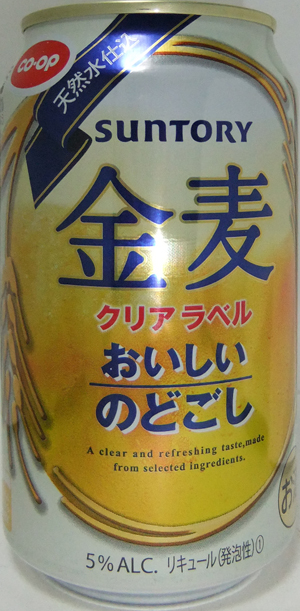 co-op
天然水仕込
SUNTORY
金麦
クリア ラベル
おいしい
のどごし
A clear and refreshing taste, made
from selected ingredients.
お
5% ALC. リキュール(発泡性)①